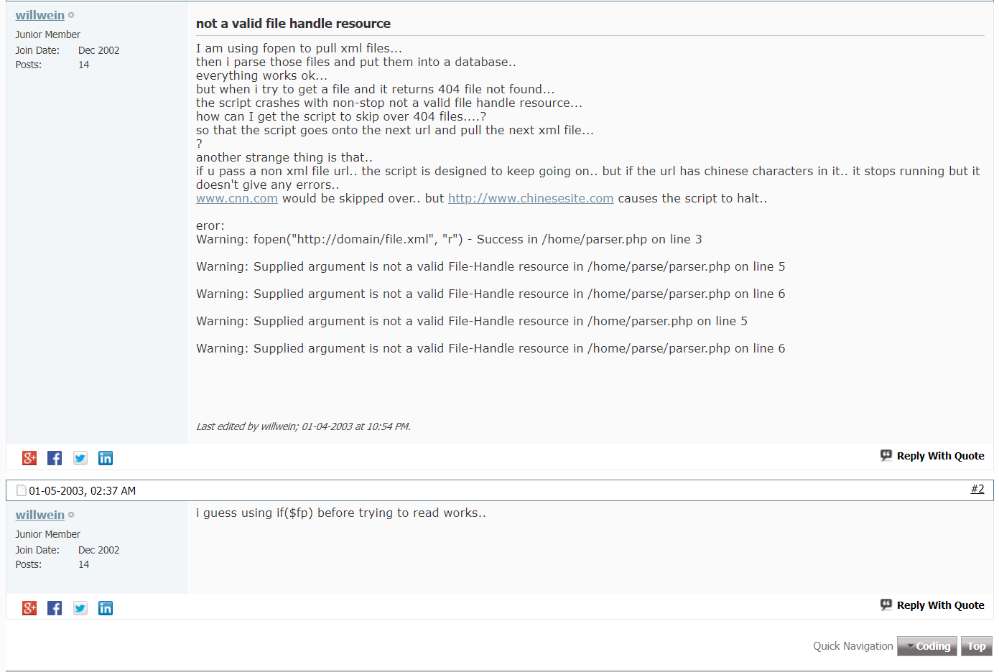 willwein
Junior Member
Join Date: Dec 2002
Posts: 14
not a valid file handle resource
I am using fopen to pull xml files...
then i parse those files and put them into a database..
everything works ok...
but when i try to get a file and it returns 404 file not found...
the script crashes with non-stop not a valid file handle resource...
how can I get the script to skip over 404 files....?
so that the script goes onto the next url and pull the next xml file...
?
another strange thing is that..
if u pass a non xml file url.. the script is designed to keep going on.. but if the url has chinese characters in it.. it stops running but it
doesn't give any errors..
www.cnn.com would be skipped over.. but http://www.chinesesite.com causes the script to halt..
eror:
Warning: fopen("http://domain/file.xml", "r") - Success in /home/parser.php on line 3
Warning: Supplied argument is not a valid File-Handle resource in /home/parse/parser.php on line 5
Warning: Supplied argument is not a valid File-Handle resource in /home/parse/parser.php on line 6
Warning: Supplied argument is not a valid File-Handle resource in /home/parser.php on line 5
Warning: Supplied argument is not a valid File-Handle resource in /home/parse/parser.php on line 6
Last edited by willwein; 01-04-2003 at 10:54 PM.
Reply With Quote
01-05-2003, 02:37 AM #2
willwein
Junior Member
Join Date: Dec 2002
Posts: 14
i guess using if($fp) before trying to read works..
Reply With Quote
Quick Navigation Coding Top